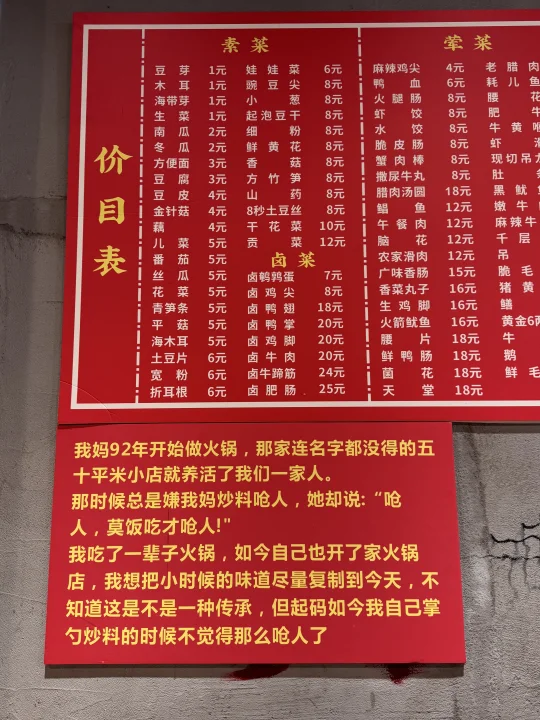 价目表
素菜
豆芽 1元
木耳 1元
海带芽 1元
生菜 1元
南瓜 2元
冬瓜 2元
方便面 3元
豆腐 3元
豆皮 4元
金针菇 4元
藕 4元
儿菜 5元
番茄 5元
丝瓜 5元
花菜 5元
青笋条 5元
平菇 5元
海木耳 5元
土豆片 6元
宽粉 6元
折耳根 6元
娃娃菜 6元
豌豆尖 8元
小葱 8元
起泡豆干 8元
细粉 8元
鲜黄花 8元
香菇 8元
方竹笋 8元
山药 8元
8秒土豆丝 8元
干花菜 10元
贡菜 12元
卤菜
卤鹌鹑蛋 7元
卤鸡尖 8元
卤鸭翅 18元
卤鸭掌 20元
卤鸡脚 20元
卤牛肉 20元
卤牛蹄筋 24元
卤肥肠 25元
荤菜
麻辣鸡尖 4元
鸭血 6元
火腿肠 8元
虾饺 8元
水饺 8元
脆皮肠 8元
蟹肉棒 8元
撒尿牛丸 8元
腊肉汤圆 18元
鲳鱼 12元
午餐肉 12元
脑花 12元
农家滑肉 12元
广味香肠 15元
香菜丸子 16元
生鸡脚 16元
火箭鱿鱼 16元
腰片 18元
鲜鸭肠 18元
菌花 18元
天堂 18元
老腊肉
耗儿鱼
腰花
肥牛
牛黄喉
虾滑
现切吊龙
肚条
黑鱿鱼
嫩牛
麻辣牛
千层
吊
脆毛
猪黄
鳝
黄金6两
牛
鹅
鲜毛
我妈92年开始做火锅，那家连名字都没得的五
十平米小店就养活了我们一家人。
那时候总是嫌我妈炒料呛人，她却说:“呛
人，莫饭吃才呛人!"
我吃了一辈子火锅，如今自己也开了家火锅
店，我想把小时候的味道尽量复制到今天，不
知道这是不是一种传承，但起码如今我自己掌
勺炒料的时候不觉得那么呛人了